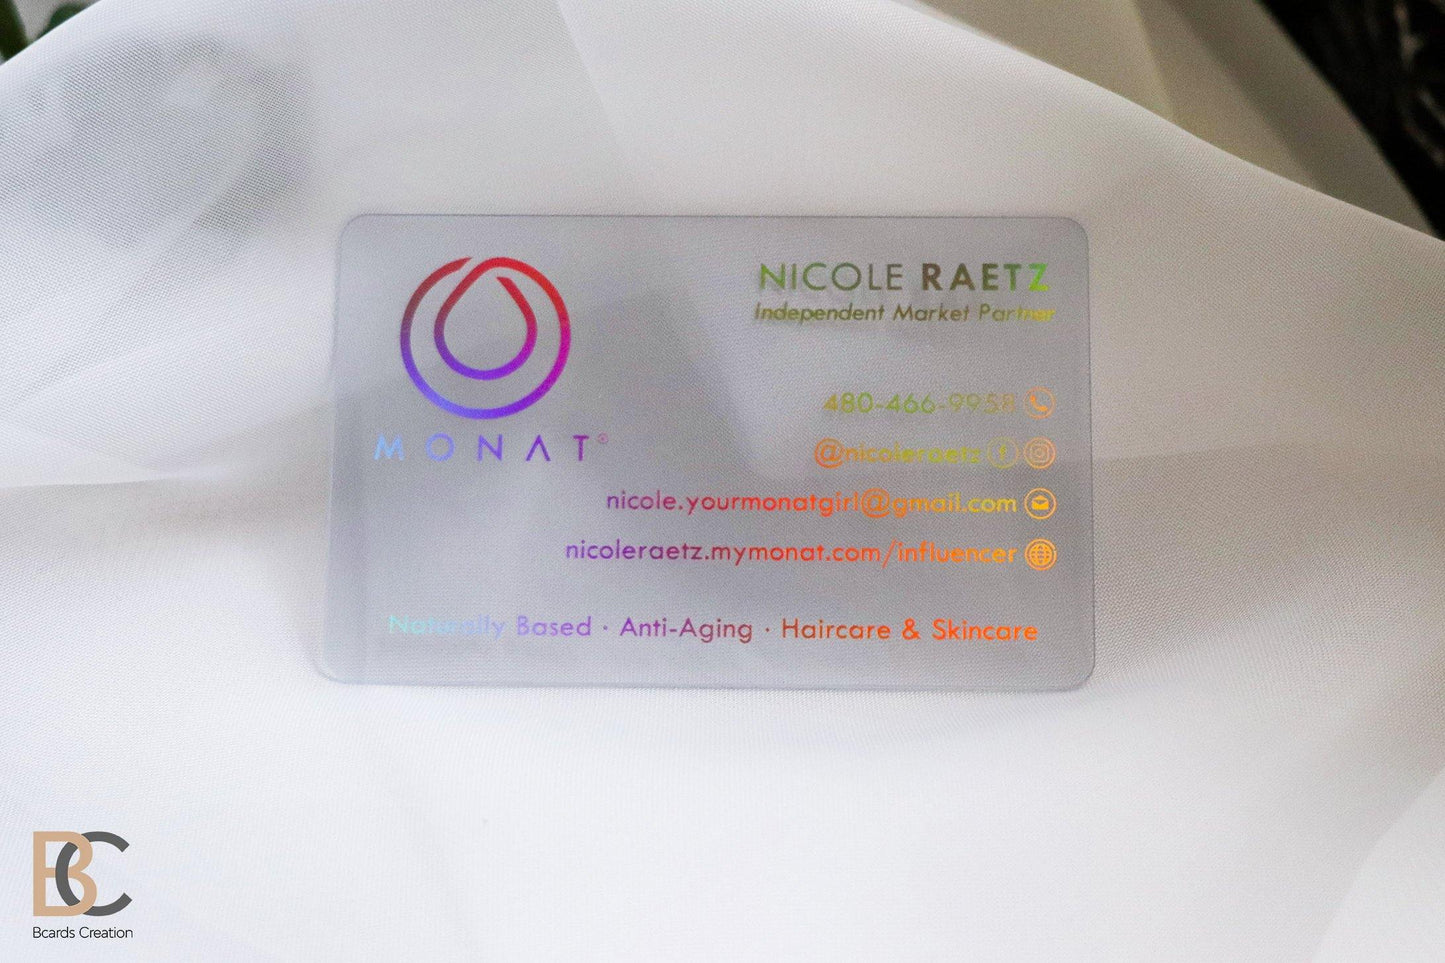 MONAT®
NICOLE RAETZ
Independent Market Partner
480-466-9958
@nicoleraetz
nicole.yourmonatgirl@gmail.com
nicoleraetz.mymonat.com/influencer
Naturally Based · Anti-Aging · Haircare & Skincare
BC
Bcards Creation